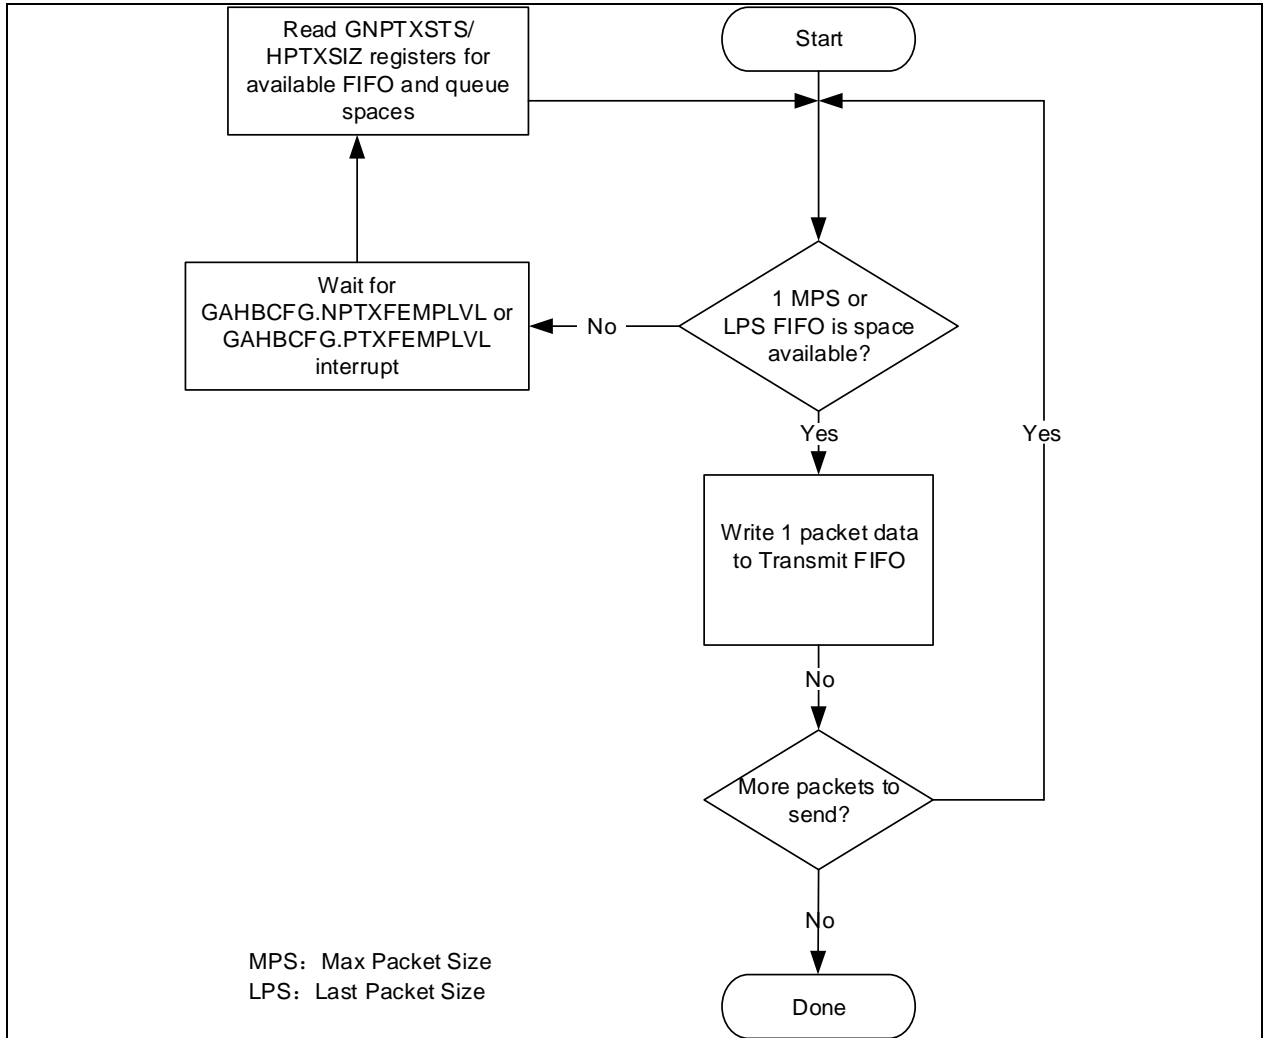 Read GNPTXSTS/
HPTXSIZ registers for
available FIFO and queue
spaces
Start
Wait for
GAHBCFG.NPTXFEMPLVL or
GAHBCFG.PTXFEMPLVL
interrupt
No
1 MPS or
LPS FIFO is space
available?
Yes
Yes
Write 1 packet data
to Transmit FIFO
No
More packets to
send?
No
MPS：Max Packet Size
LPS：Last Packet Size
Done